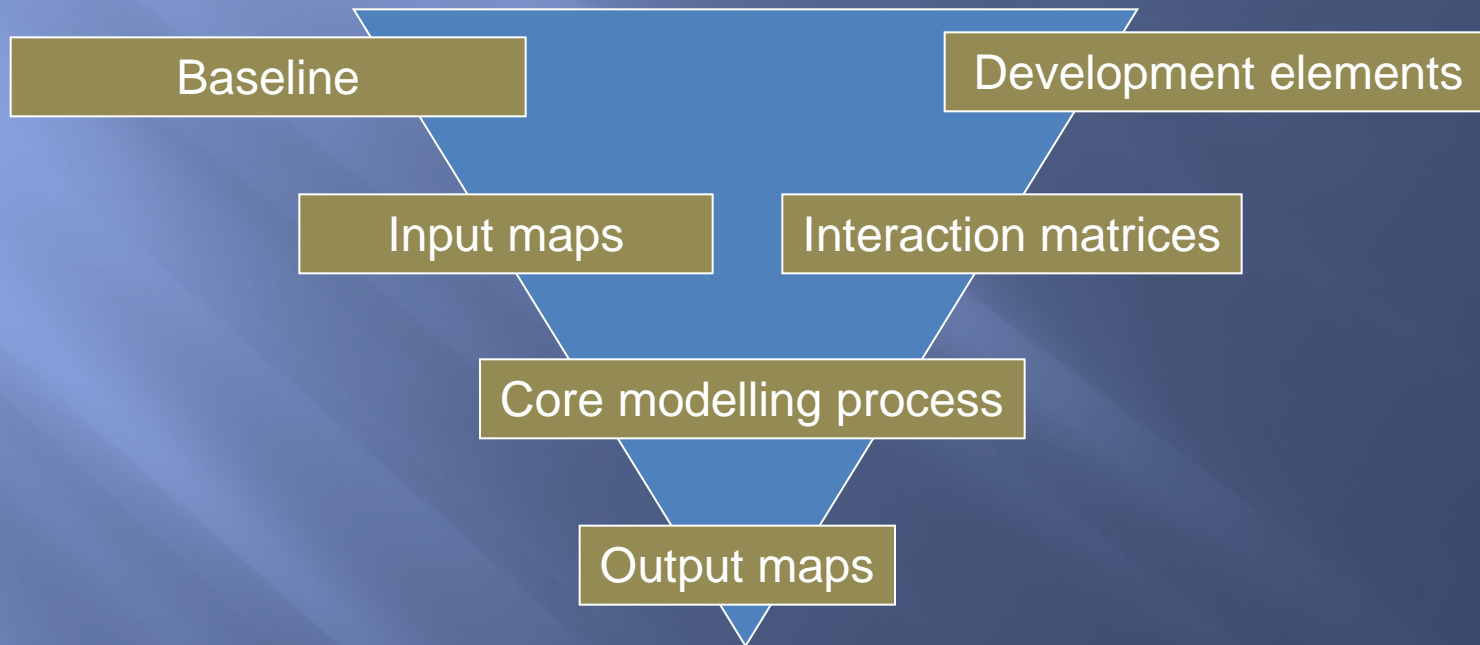 Baseline
Development elements
Input maps
Interaction matrices
Core modelling process
Output maps